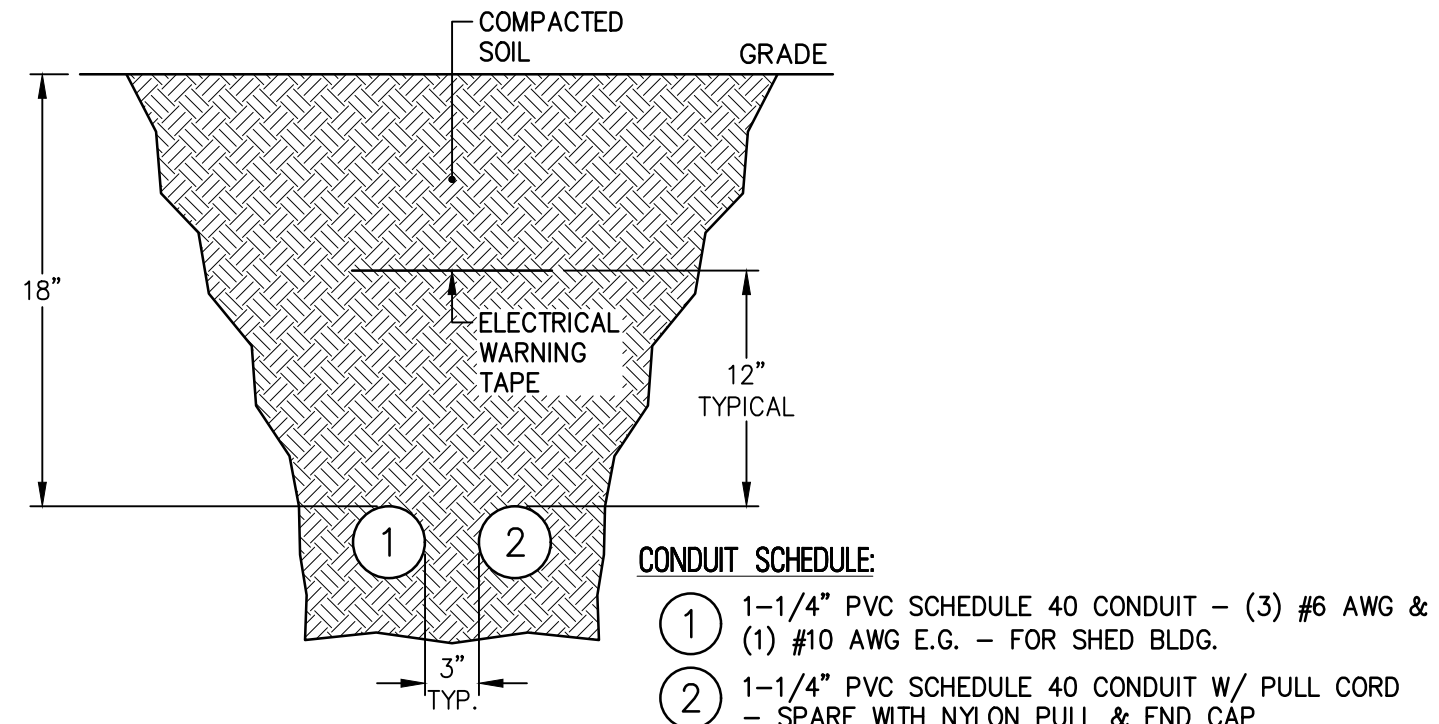 COMPACTED
SOIL
GRADE
18”
ELECTRICAL
WARNING
TAPE
12”
TYPICAL
1
2
3”
TYP.
CONDUIT SCHEDULE:
1 1-1/4” PVC SCHEDULE 40 CONDUIT – (3) #6 AWG &
(1) #10 AWG E.G. – FOR SHED BLDG.
2 1-1/4” PVC SCHEDULE 40 CONDUIT W/ PULL CORD
– SPARE WITH NYLON PULL & END CAP